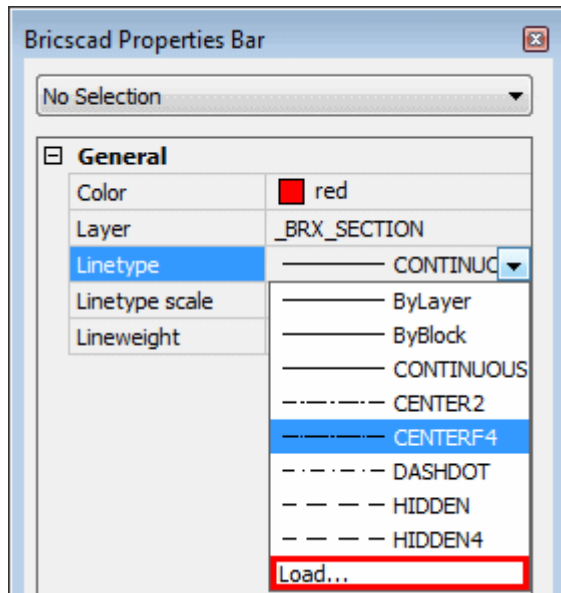 Bricscad Properties Bar
No Selection
General
Color red
Layer _BRX_SECTION
Linetype CONTINUC
Linetype scale
Lineweight
ByLayer
ByBlock
CONTINUOUS
CENTER2
CENTERF4
DASHDOT
HIDDEN
HIDDEN4
Load...